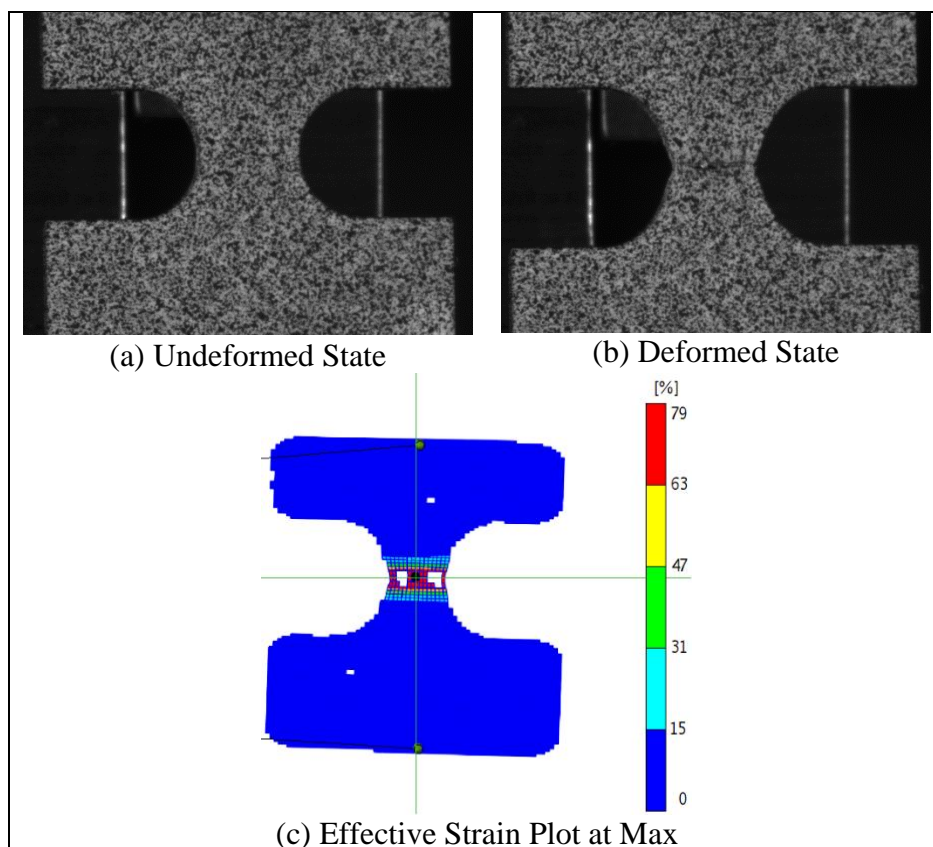 (a) Undeformed State
(b) Deformed State
[%]
79
63
47
31
15
0
(c) Effective Strain Plot at Max